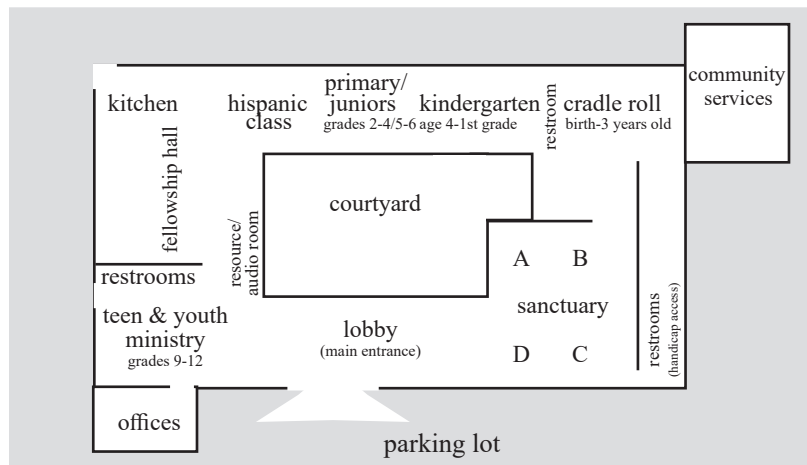 kitchen
hispanic
class
primary/
juniors
grades 2-4/5-6
kindergarten
age 4-1st grade
restroom
cradle roll
birth-3 years old
community
services
fellowship hall
courtyard
resource/
audio room
restrooms
A B
sanctuary
D C
restrooms
(handicap access)
teen & youth
ministry
grades 9-12
lobby
(main entrance)
offices
parking lot